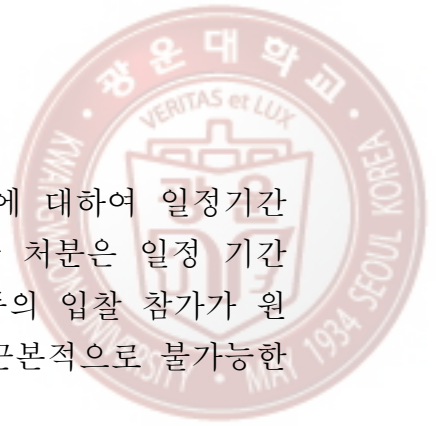 광운대학교
VERITAS et LUX
KWANGWOON UNIVERSITY • MAY 1934 SEOUL KOREA
에 대하여 일정기간
처분은 일정 기간
의 입찰 참가가 원
근본적으로 불가능한